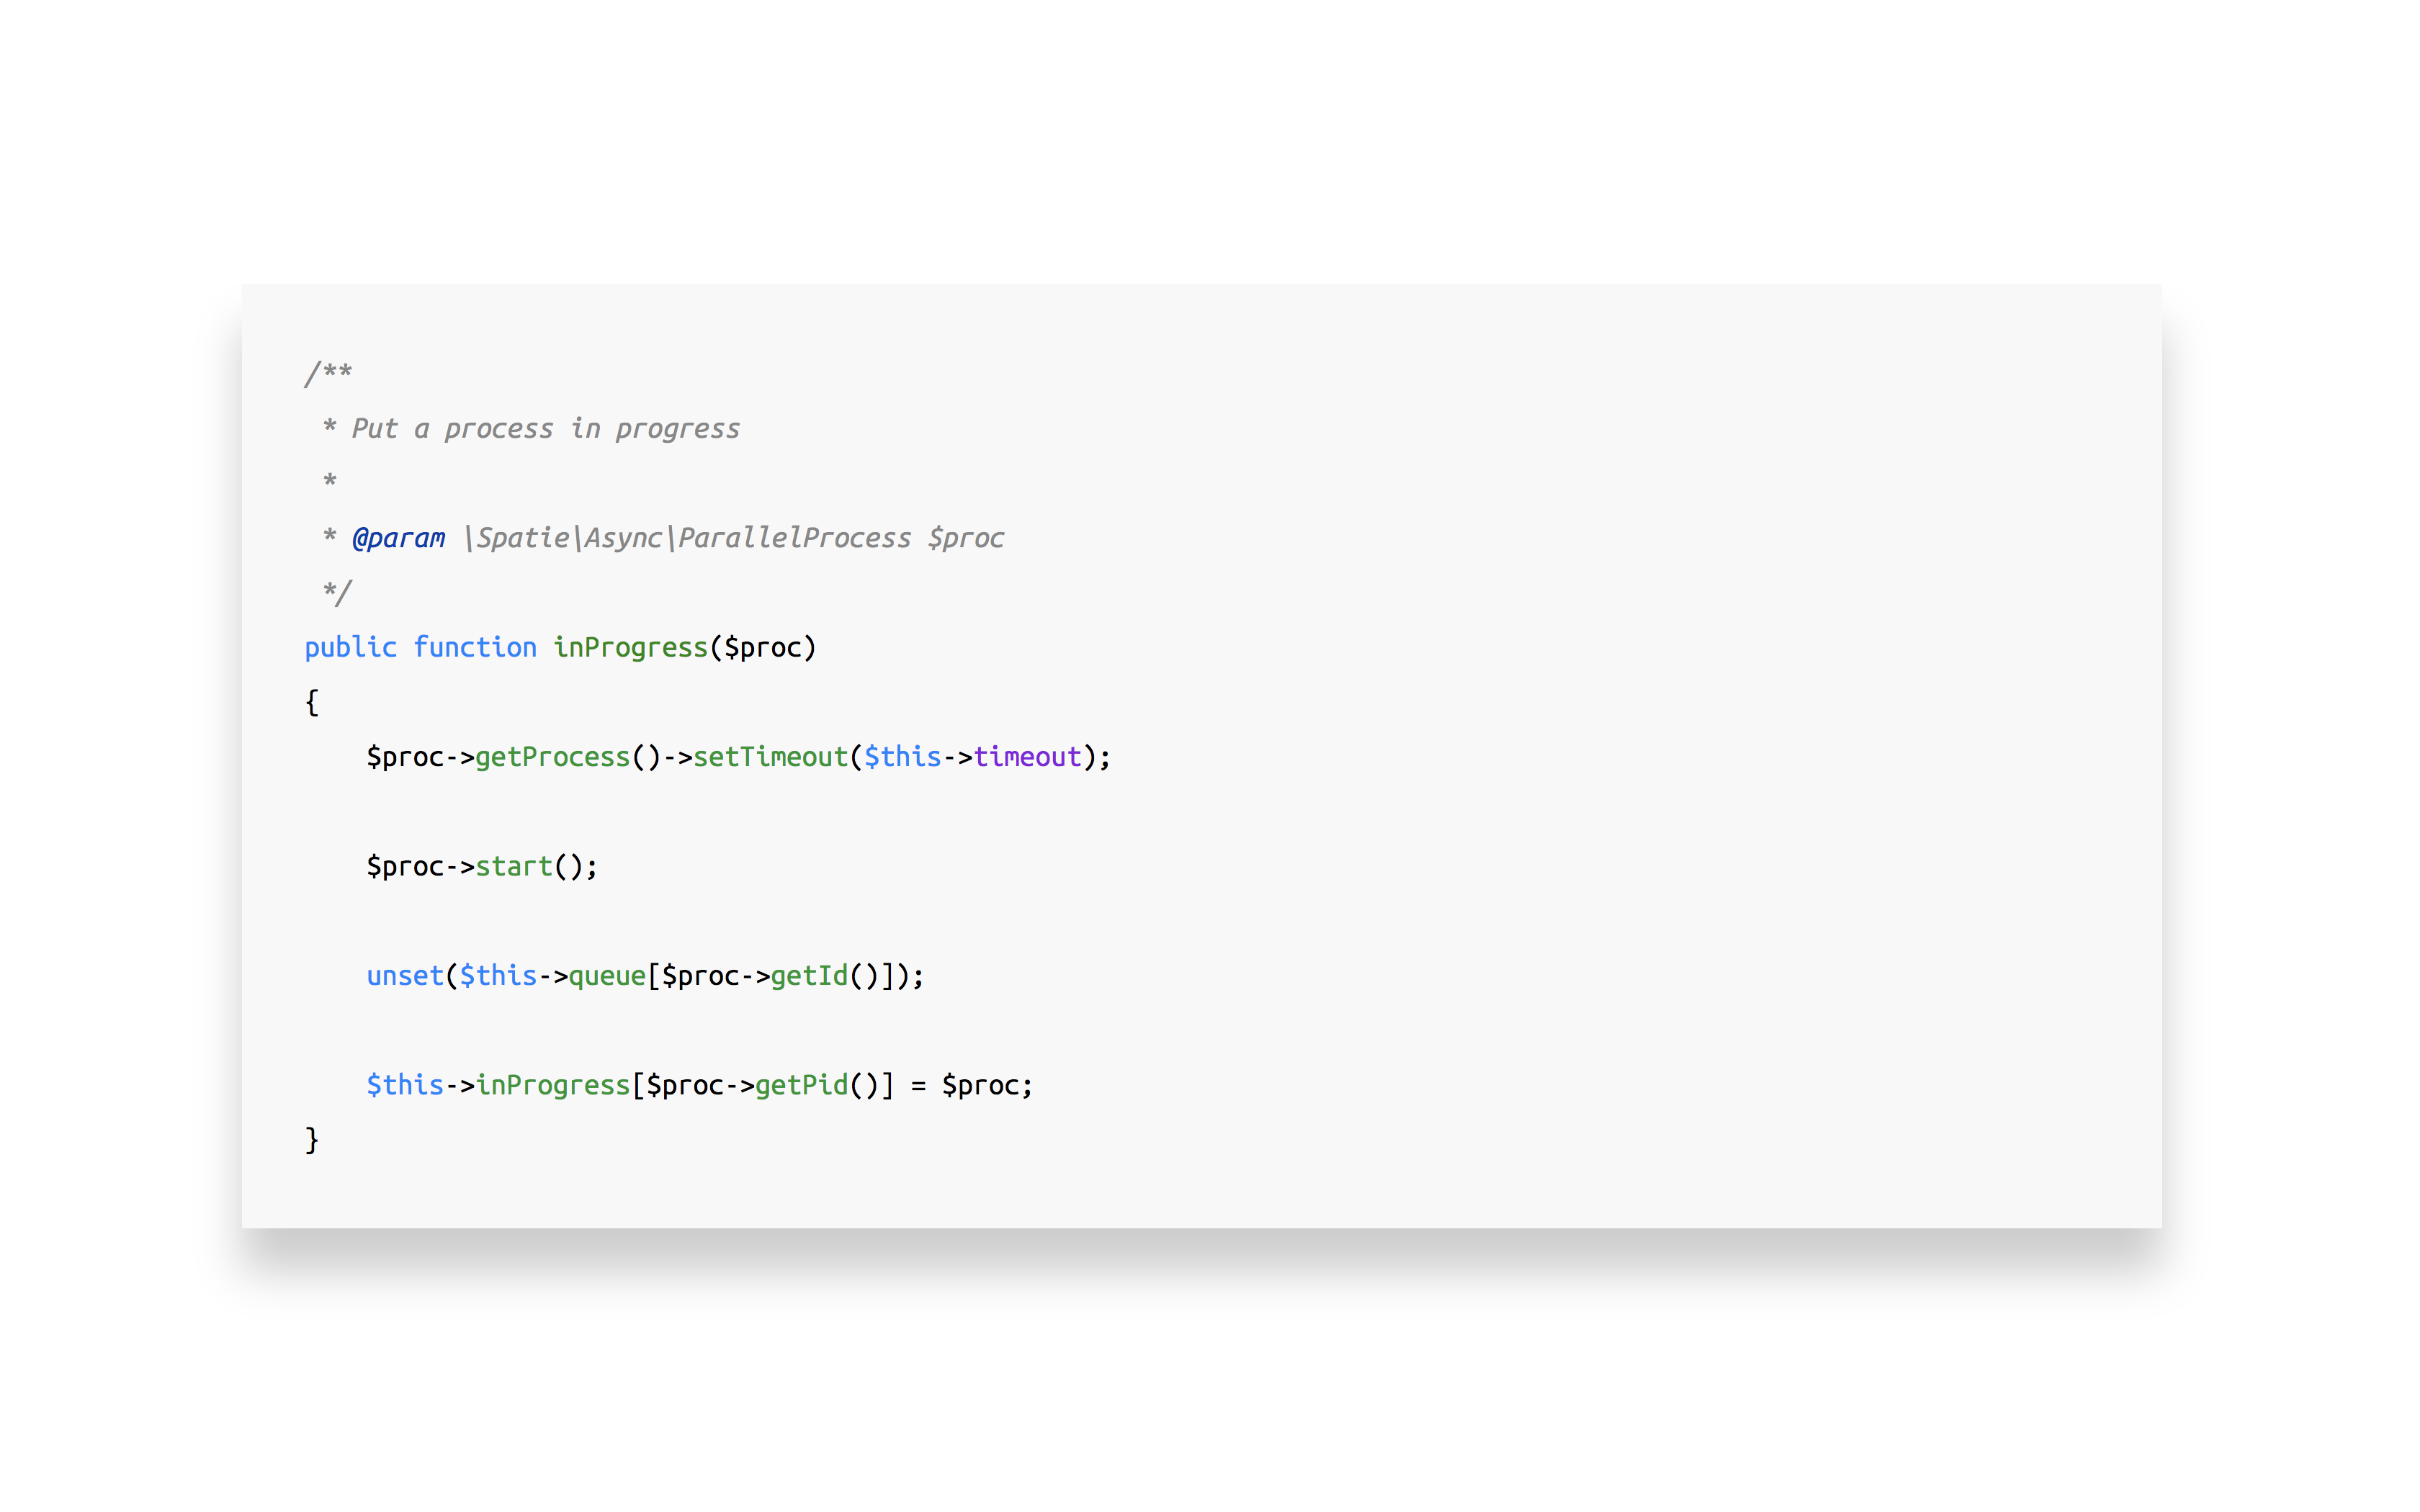 /**
 * Put a process in progress
 *
 * @param \Spatie\Async\ParallelProcess $proc
 */
public function inProgress($proc)
{
    $proc->getProcess()->setTimeout($this->timeout);

    $proc->start();

    unset($this->queue[$proc->getId()]);

    $this->inProgress[$proc->getPid()] = $proc;
}